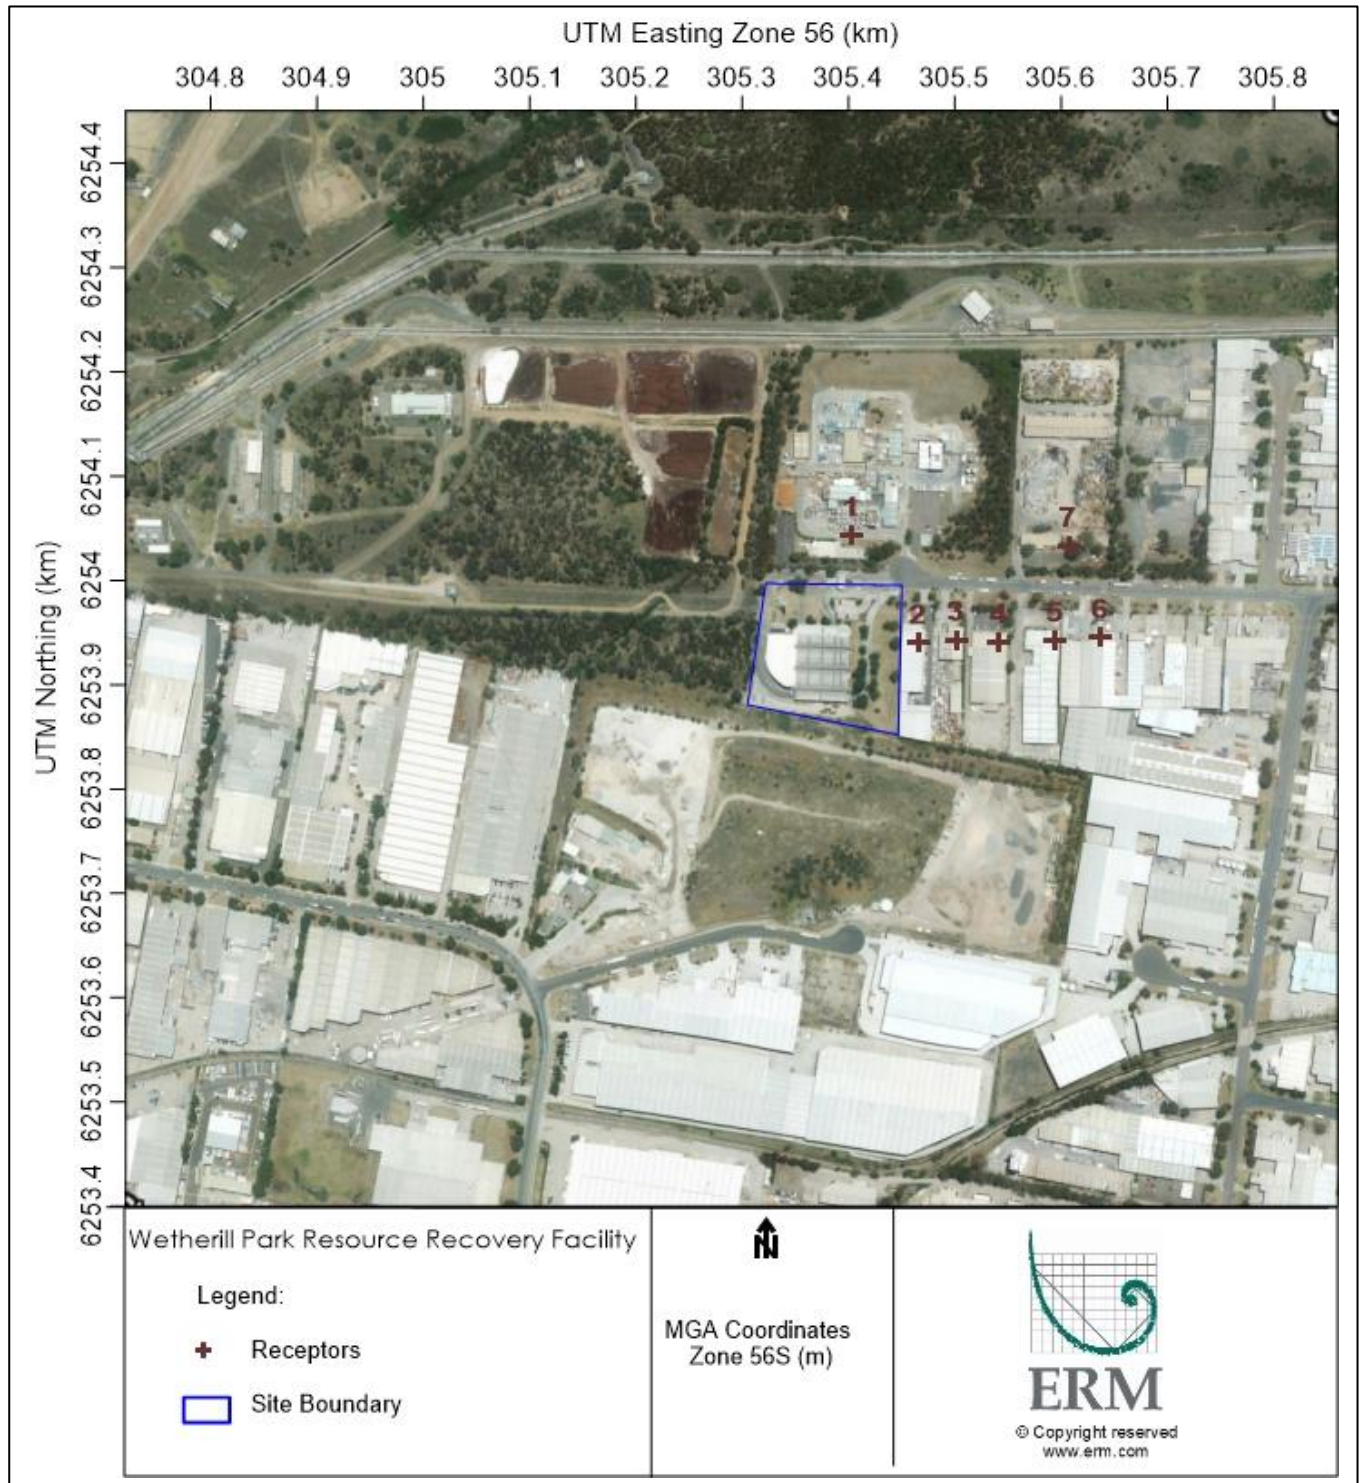 UTM Easting Zone 56 (km)
304.8 304.9 305 305.1 305.2 305.3 305.4 305.5 305.6 305.7 305.8
UTM Northing (km)
6254.4
6254.3
6254.2
6254.1
6254
6253.9
6253.8
6253.7
6253.6
6253.5
6253.4
1
7
2 3 4 5 6
Wetherill Park Resource Recovery Facility
Legend:
Receptors
Site Boundary
N
MGA Coordinates
Zone 56S (m)
ERM
© Copyright reserved
www.erm.com